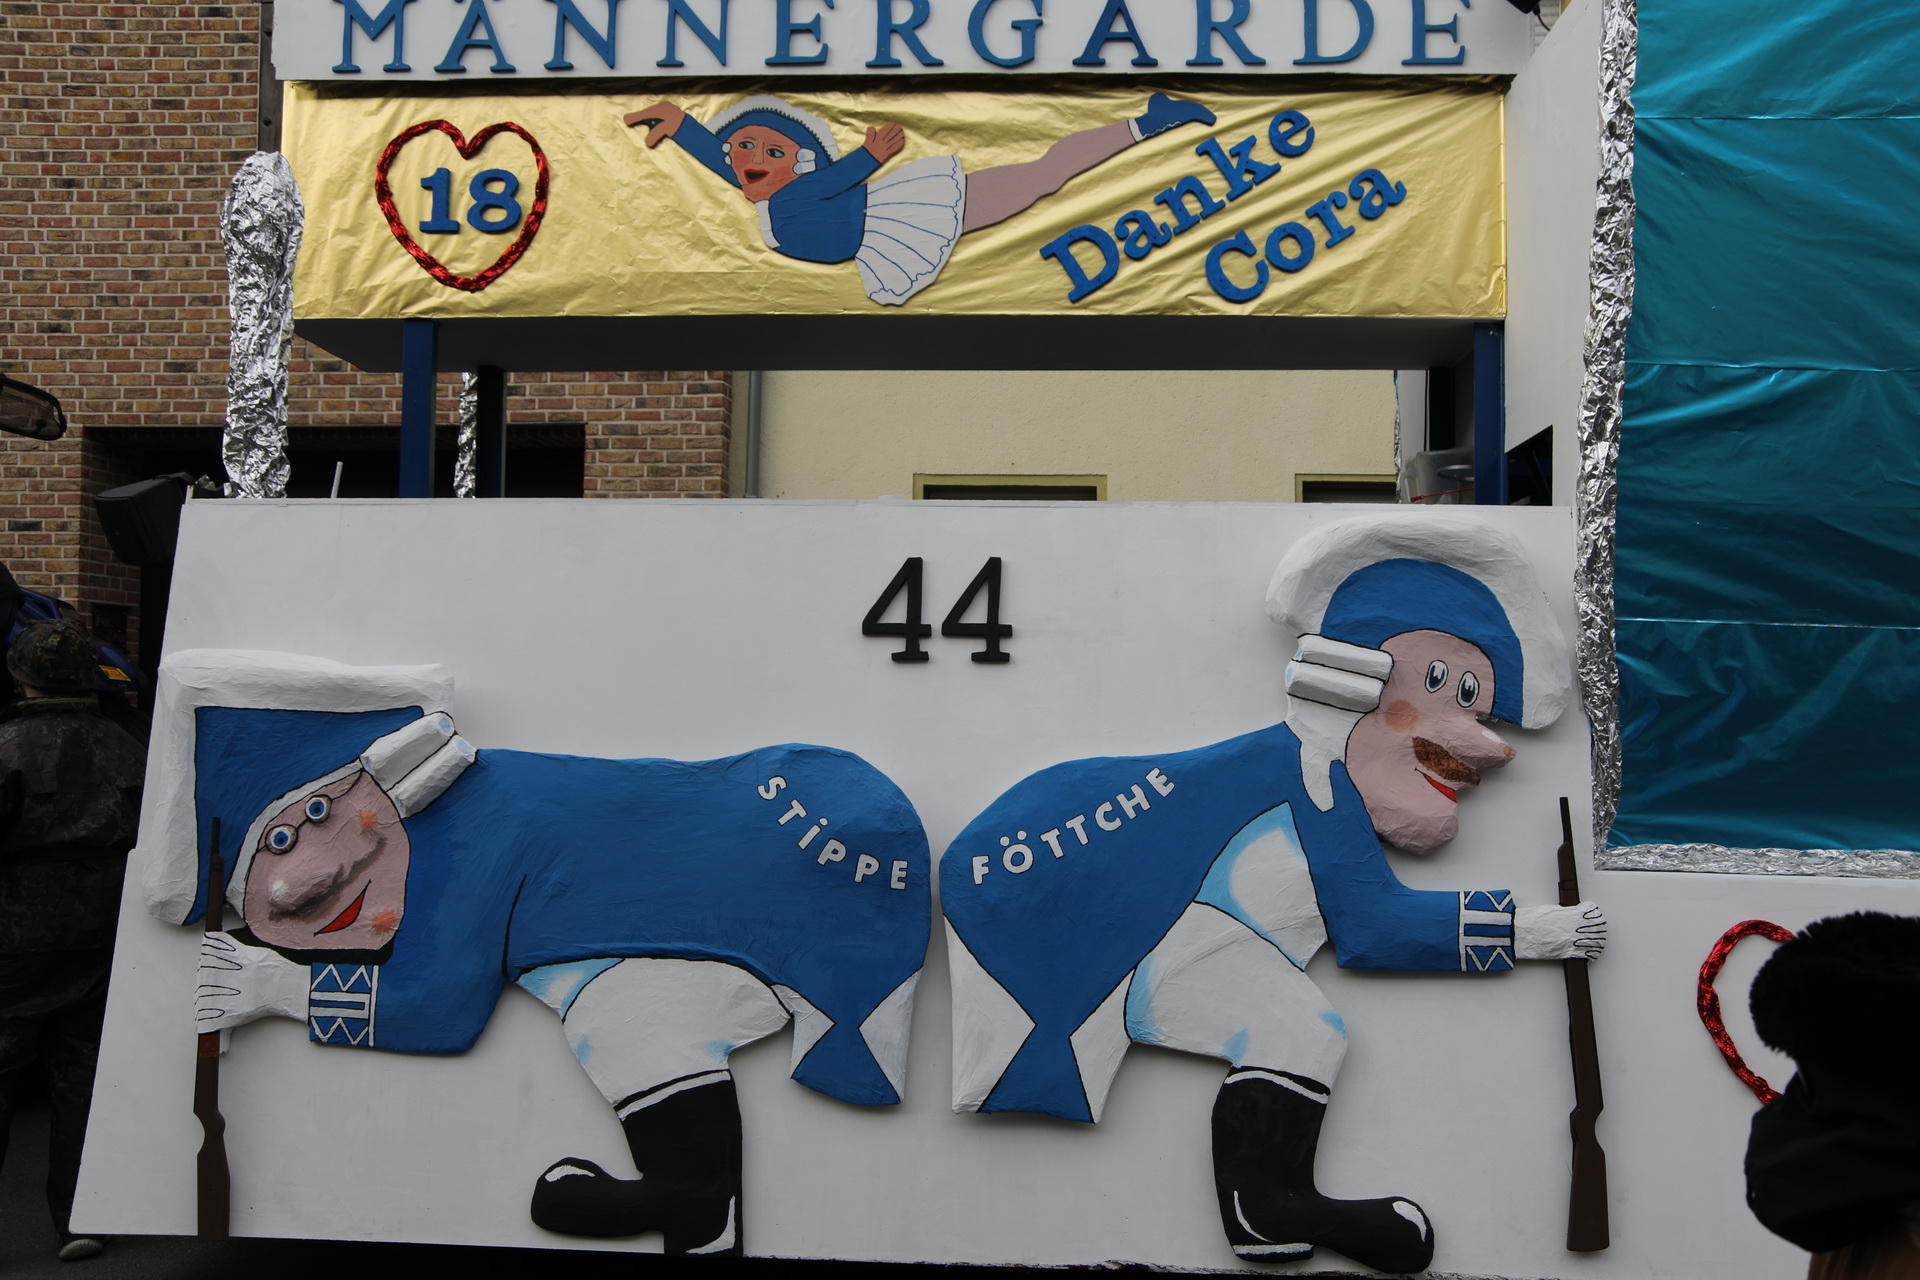 MÄNNERGARDE
18
Danke
Cora
44
STIPPE FÖTTCHE